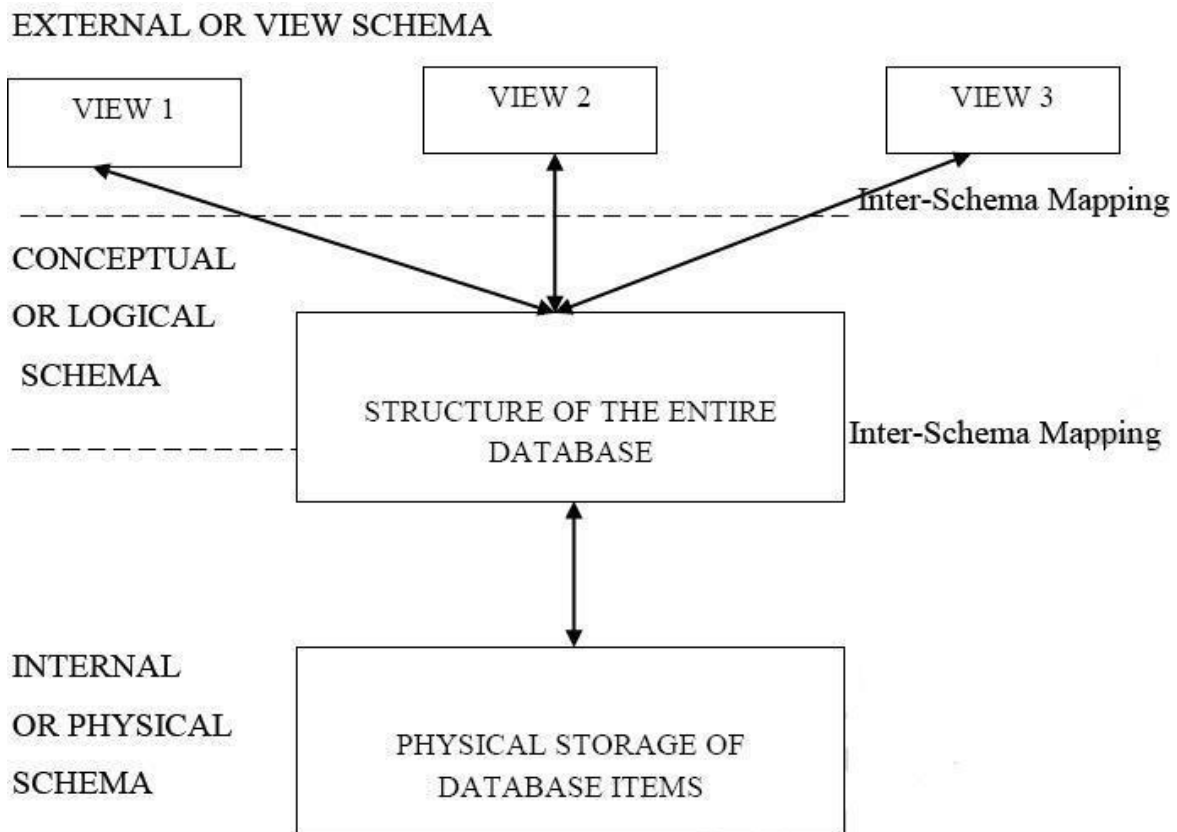 EXTERNAL OR VIEW SCHEMA
VIEW 1
VIEW 2
VIEW 3
Inter-Schema Mapping
CONCEPTUAL
OR LOGICAL
SCHEMA
STRUCTURE OF THE ENTIRE
DATABASE
Inter-Schema Mapping
INTERNAL
OR PHYSICAL
SCHEMA
PHYSICAL STORAGE OF
DATABASE ITEMS